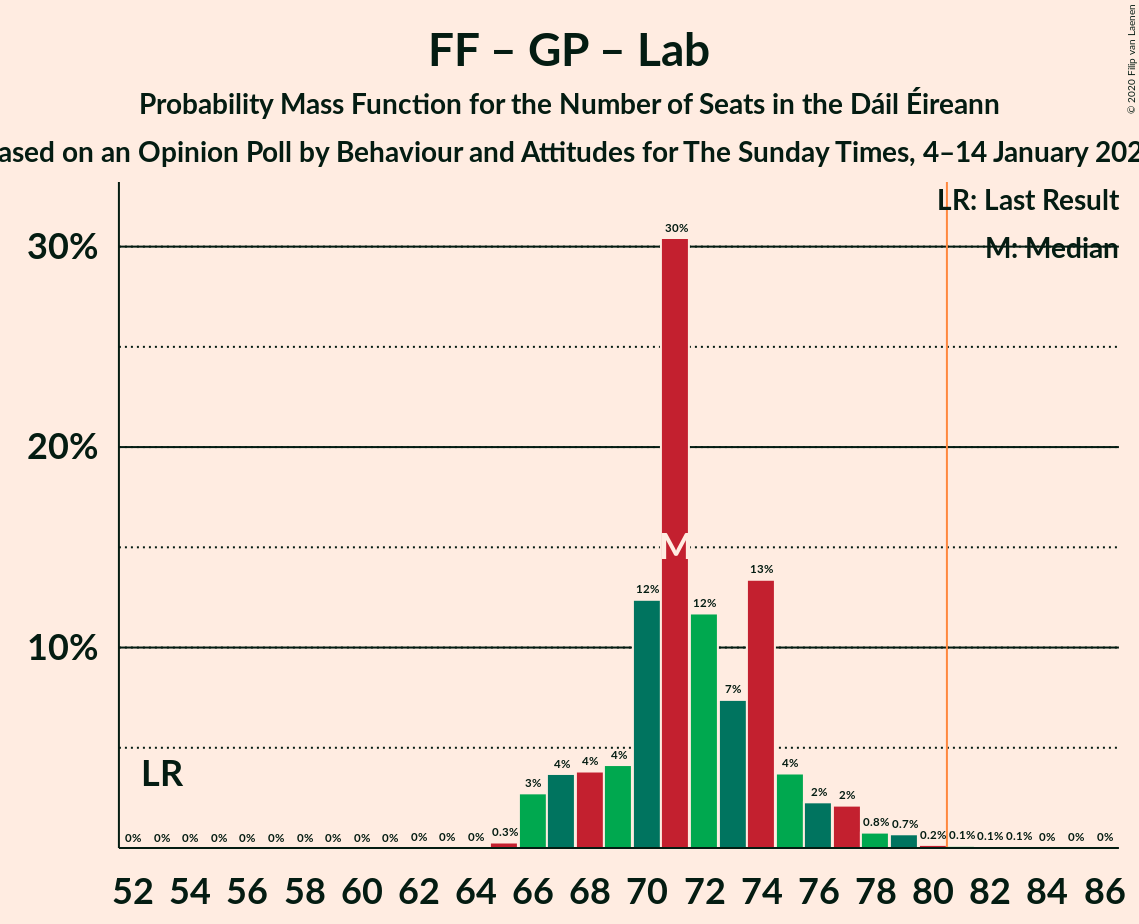 FF – GP – Lab
Probability Mass Function for the Number of Seats in the Dáil Éireann
ased on an Opinion Poll by Behaviour and Attitudes for The Sunday Times, 4–14 January 202
© 2020 Filip van Laenen
LR: Last Result
M: Median
30%
20%
10%
LR
M
0% 0% 0% 0% 0% 0% 0% 0% 0% 0% 0% 0% 0% 0.3% 3% 4% 4% 4% 12% 30% 12% 7% 13% 4% 2% 2% 0.8% 0.7% 0.2% 0.1% 0.1% 0.1% 0% 0% 0%
52 54 56 58 60 62 64 66 68 70 72 74 76 78 80 82 84 86